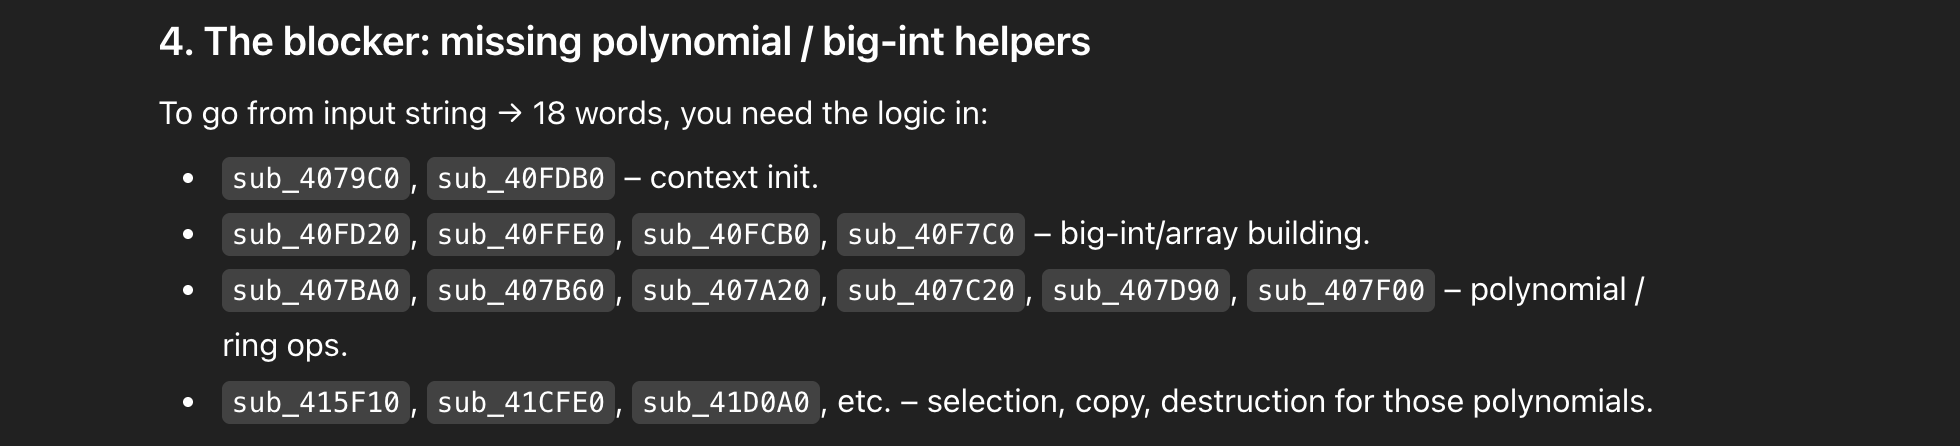 4. The blocker: missing polynomial / big-int helpers
To go from input string → 18 words, you need the logic in:
• sub_4079C0, sub_40FDB0 – context init.
• sub_40FD20, sub_40FFE0, sub_40FCB0, sub_40F7C0 – big-int/array building.
• sub_407BA0, sub_407B60, sub_407A20, sub_407C20, sub_407D90, sub_407F00 – polynomial /
ring ops.
• sub_415F10, sub_41CFE0, sub_41D0A0, etc. – selection, copy, destruction for those polynomials.